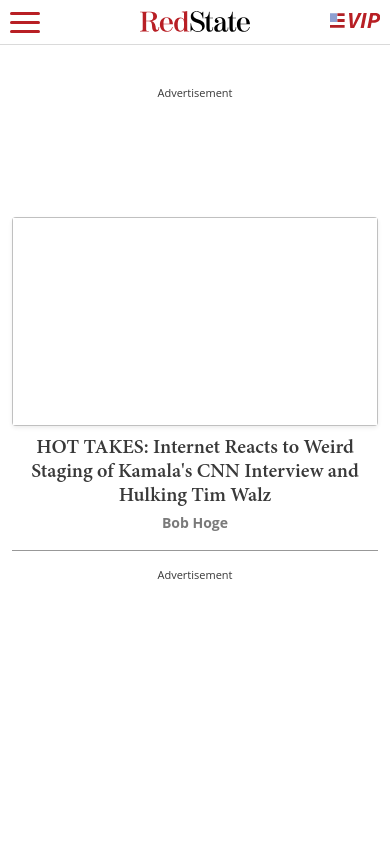 RedState
VIP
Advertisement
HOT TAKES: Internet Reacts to Weird
Staging of Kamala's CNN Interview and
Hulking Tim Walz
Bob Hoge
Advertisement